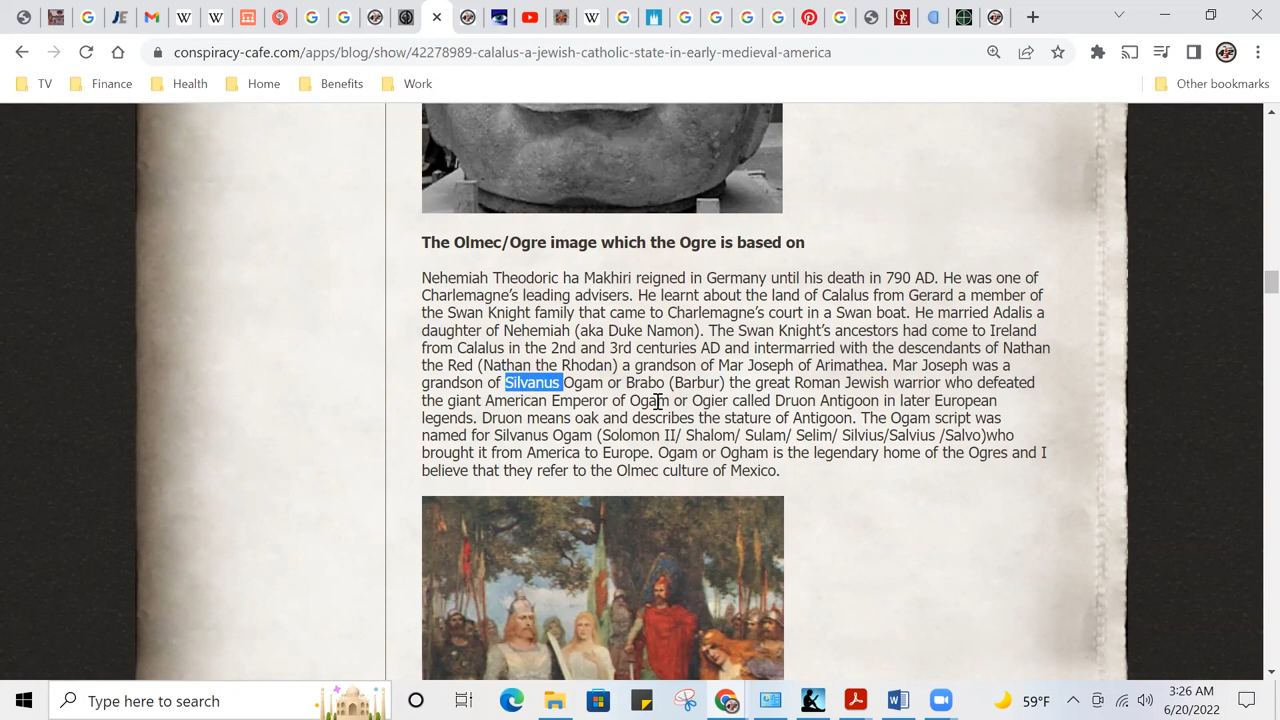 conspiracy-cafe.com/apps/blog/show/42278989-calalus-a-jewish-catholic-state-in-early-medieval-america
TV Finance Health Home Benefits Work Other bookmarks
The Olmec/Ogre image which the Ogre is based on
Nehemiah Theodoric ha Makhiri reigned in Germany until his death in 790 AD. He was one of
Charlemagne’s leading advisers. He learnt about the land of Calalus from Gerard a member of
the Swan Knight family that came to Charlemagne’s court in a Swan boat. He married Adalis a
daughter of Nehemiah (aka Duke Namon). The Swan Knight’s ancestors had come to Ireland
from Calalus in the 2nd and 3rd centuries AD and intermarried with the descendants of Nathan
the Red (Nathan the Rhodan) a grandson of Mar Joseph of Arimathea. Mar Joseph was a
grandson of Silvanus Ogam or Brabo (Barbur) the great Roman Jewish warrior who defeated
the giant American Emperor of Ogam or Ogier called Druon Antigoon in later European
legends. Druon means oak and describes the stature of Antigoon. The Ogam script was
named for Silvanus Ogam (Solomon II/ Shalom/ Sulam/ Selim/ Silvius/Salvius /Salvo)who
brought it from America to Europe. Ogam or Ogham is the legendary home of the Ogres and I
believe that they refer to the Olmec culture of Mexico.
Type here to search
59°F
3:26 AM
6/20/2022